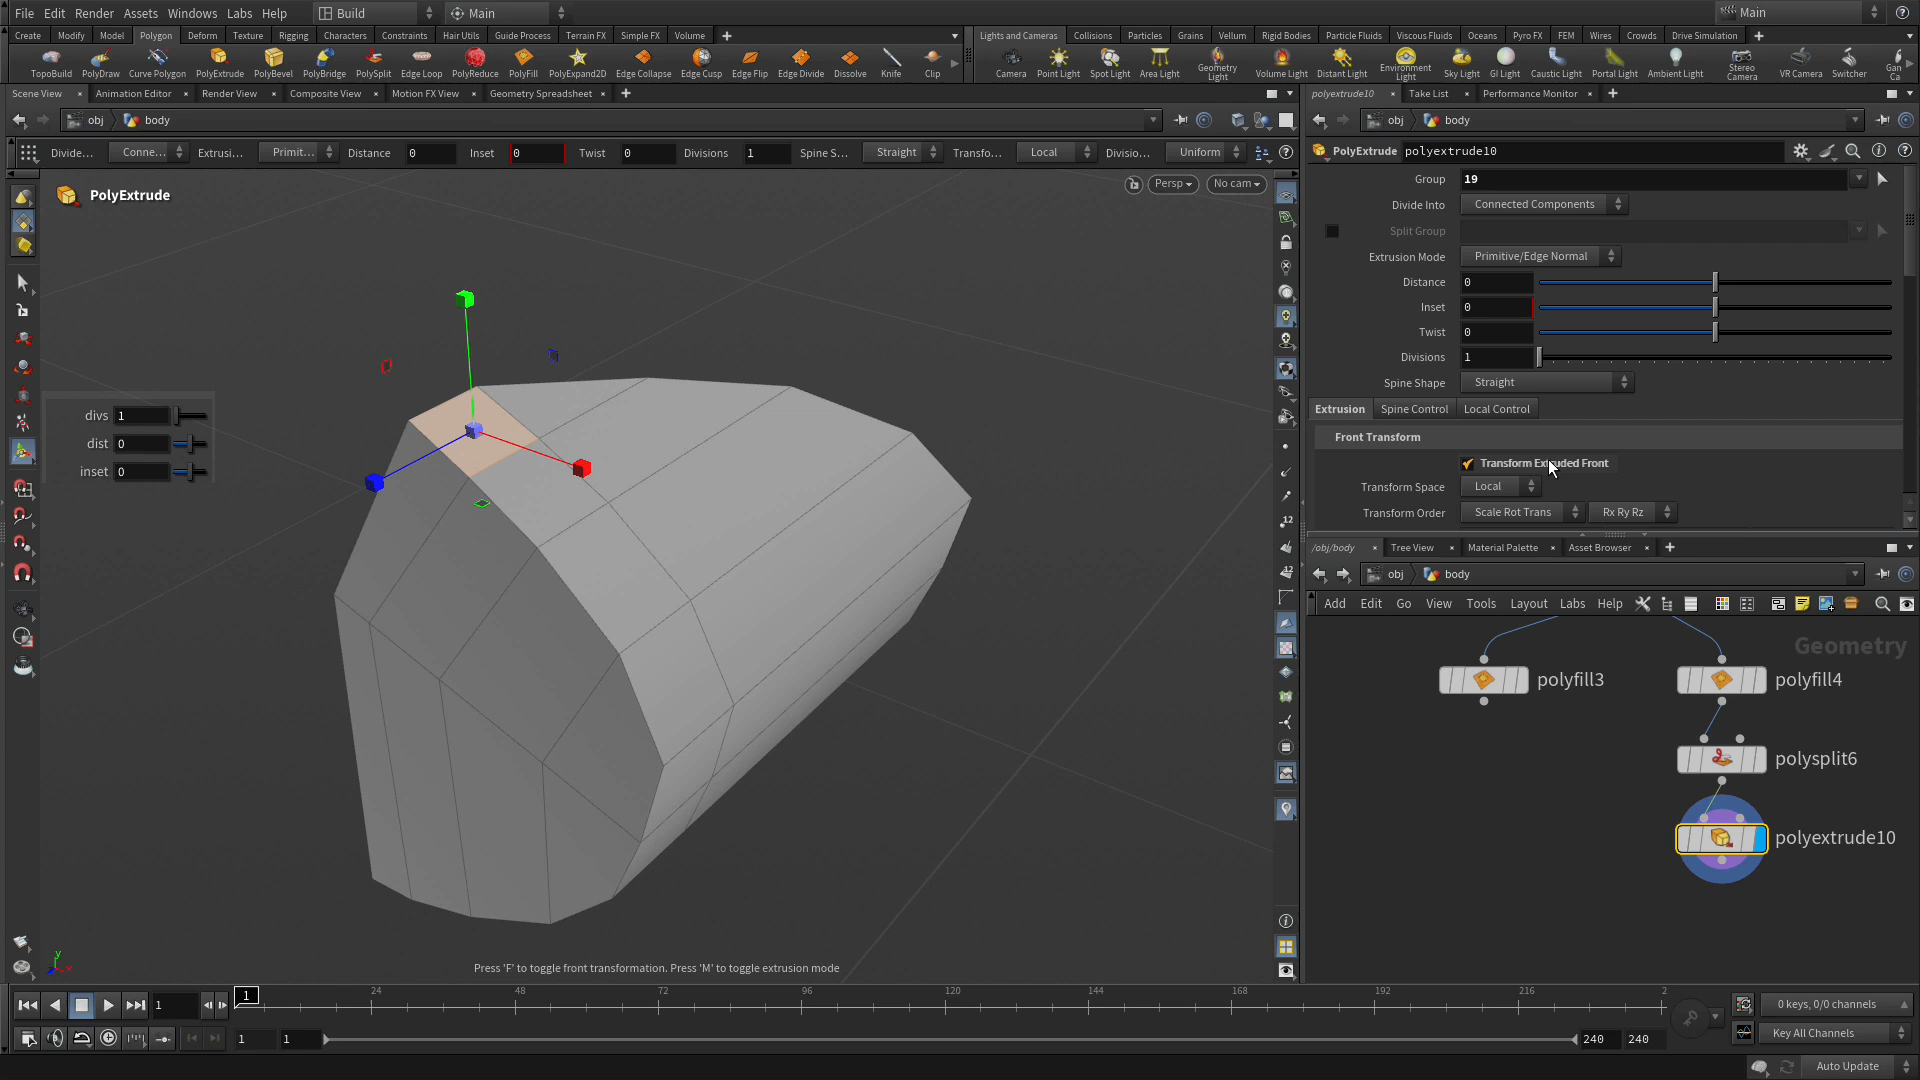 File Edit Render Assets Windows Labs Help Build Main Main
Create Modify Model Polygon Deform Texture Rigging Characters Constraints Hair Utils Guide Process Terrain FX Simple FX Volume
Lights and Cameras Collisions Particles Grains Vellum Rigid Bodies Particle Fluids Viscous Fluids Oceans Pyro FX FEM Wires Crowds Drive Simulation
TopoBuild PolyDraw Curve Polygon PolyExtrude PolyBevel PolyBridge PolySplit Edge Loop PolyReduce PolyFill PolyExpand2D Edge Collapse Edge Cusp Edge Flip Edge Divide Dissolve Knife Clip
Camera Point Light Spot Light Area Light Geometry Light Volume Light Distant Light Environment Light Sky Light GI Light Caustic Light Portal Light Ambient Light Stereo Camera VR Camera Switcher Gan Ca
Scene View Animation Editor Render View Composite View Motion FX View Geometry Spreadsheet
polyextrude10 Take List Performance Monitor
obj body
obj body
Divide... Conne... Extrusi... Primit... Distance 0 Inset 0 Twist 0 Divisions 1 Spine S... Straight Transfo... Local Divisio... Uniform
PolyExtrude polyextrude10
PolyExtrude
Persp No cam
Group 19
Divide Into Connected Components
Split Group
Extrusion Mode Primitive/Edge Normal
Distance 0
Inset 0
Twist 0
Divisions 1
Spine Shape Straight
Extrusion Spine Control Local Control
Front Transform
Transform Extruded Front
Transform Space Local
Transform Order Scale Rot Trans Rx Ry Rz
divs 1
dist 0
inset 0
12
12
/obj/body Tree View Material Palette Asset Browser
obj body
Add Edit Go View Tools Layout Labs Help
Geometry
polyfill3
polyfill4
polysplit6
polyextrude10
y
x
Press 'F' to toggle front transformation. Press 'M' to toggle extrusion mode
1
1 24 48 72 96 120 144 168 192 216 2
0 keys, 0/0 channels
1 1 240 240
Key All Channels
Auto Update